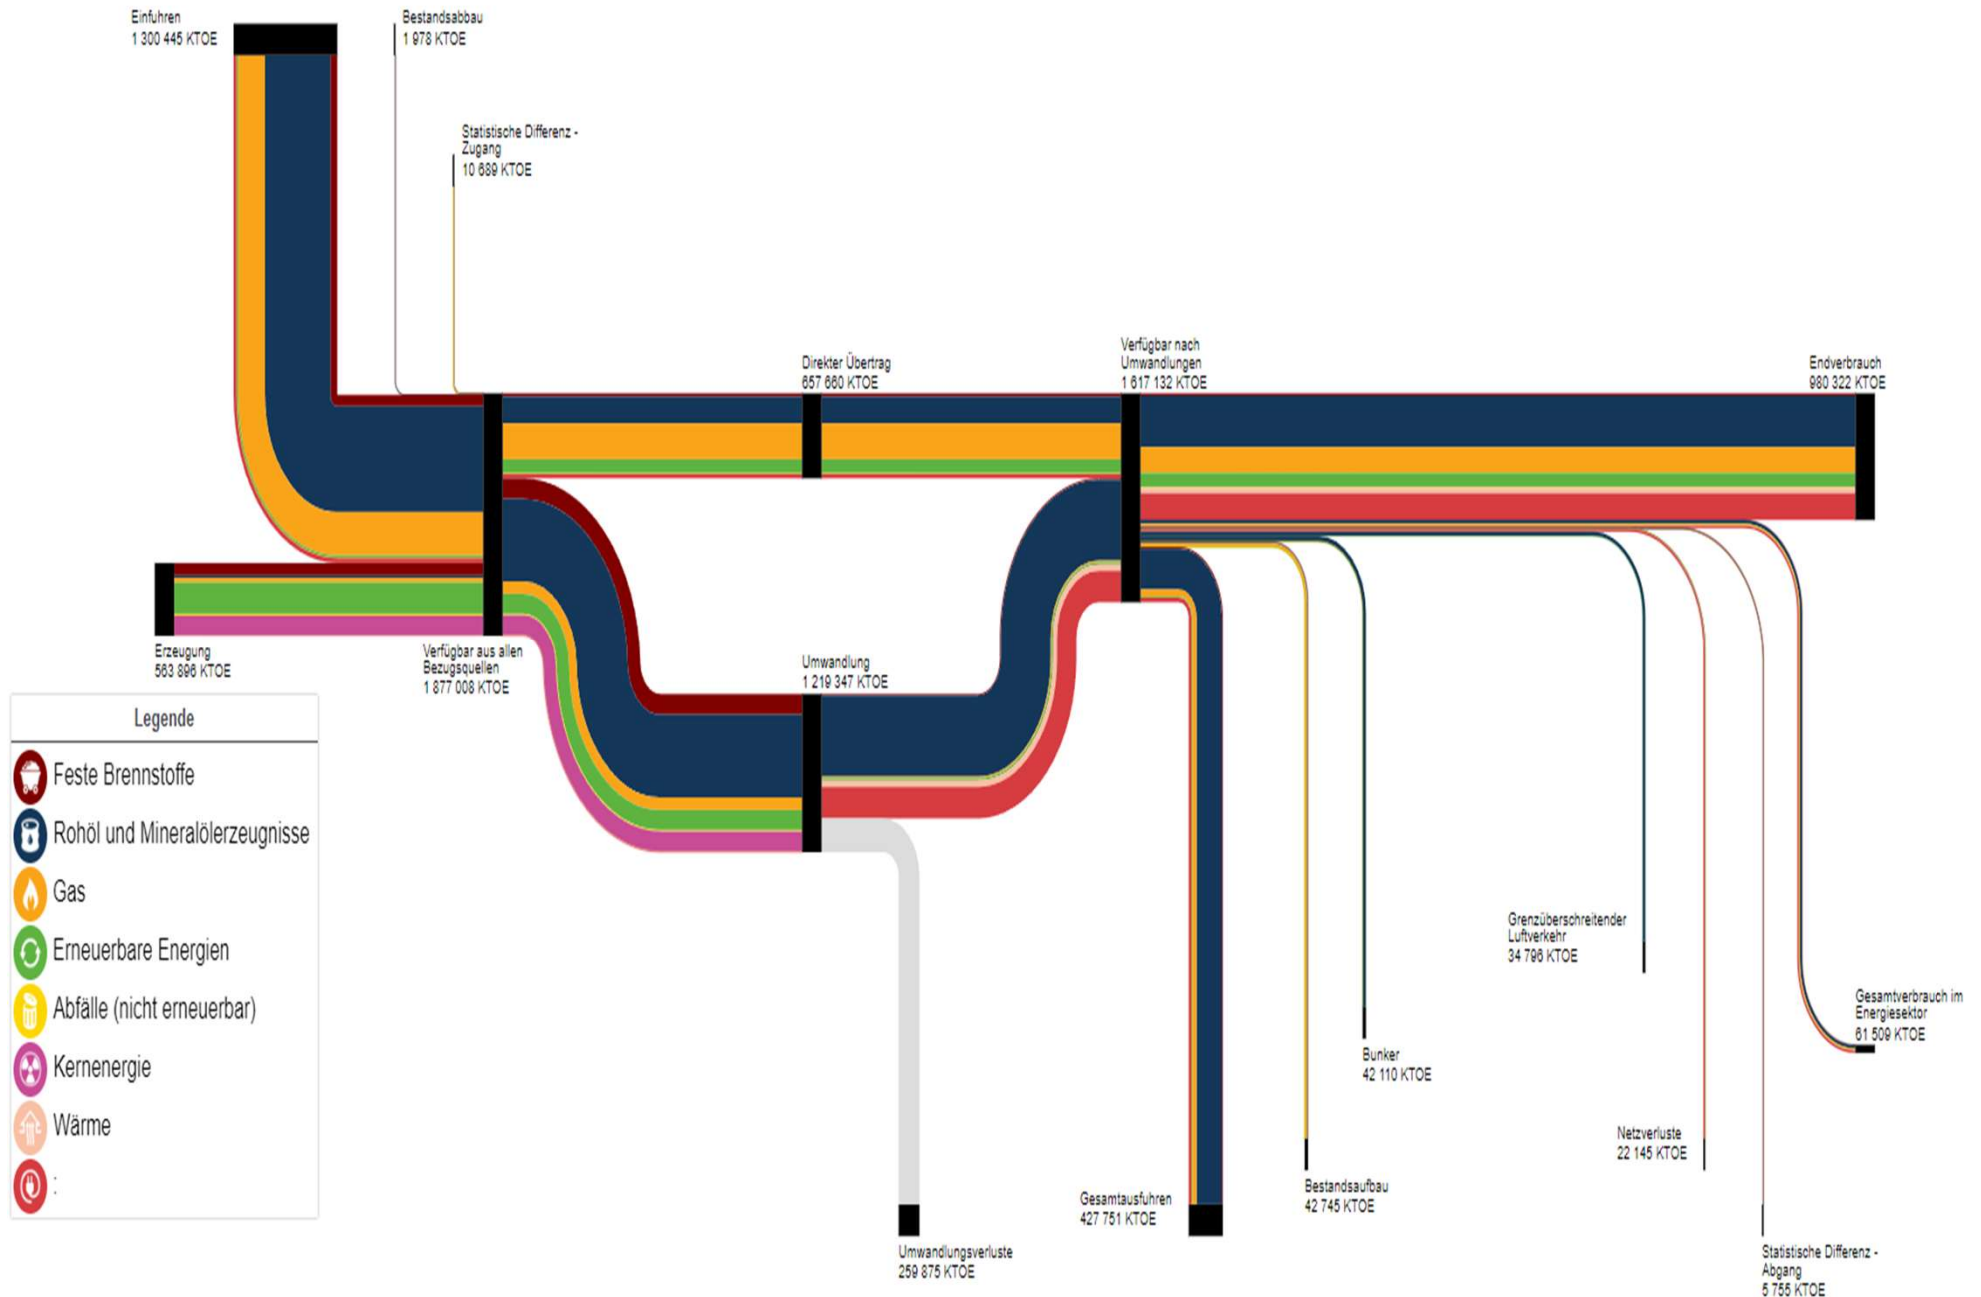 Einfuhren
1 300 445 KTOE
Bestandsabbau
1 978 KTOE
Statistische Differenz -
Zugang
10 689 KTOE
Direkter Übertrag
657 660 KTOE
Verfügbar nach
Umwandlungen
1 617 132 KTOE
Endverbrauch
980 322 KTOE
Erzeugung
563 896 KTOE
Verfügbar aus allen
Bezugsquellen
1 877 008 KTOE
Umwandlung
1 219 347 KTOE
Legende
Feste Brennstoffe
Rohöl und Mineralölerzeugnisse
Gas
Erneuerbare Energien
Abfälle (nicht erneuerbar)
Kernenergie
Wärme
:
Grenzüberschreitender
Luftverkehr
34 796 KTOE
Gesamtverbrauch im
Energiesektor
61 509 KTOE
Bunker
42 110 KTOE
Netzverluste
22 145 KTOE
Bestandsaufbau
42 745 KTOE
Gesamtausfuhren
427 751 KTOE
Umwandlungsverluste
259 875 KTOE
Statistische Differenz -
Abgang
5 755 KTOE